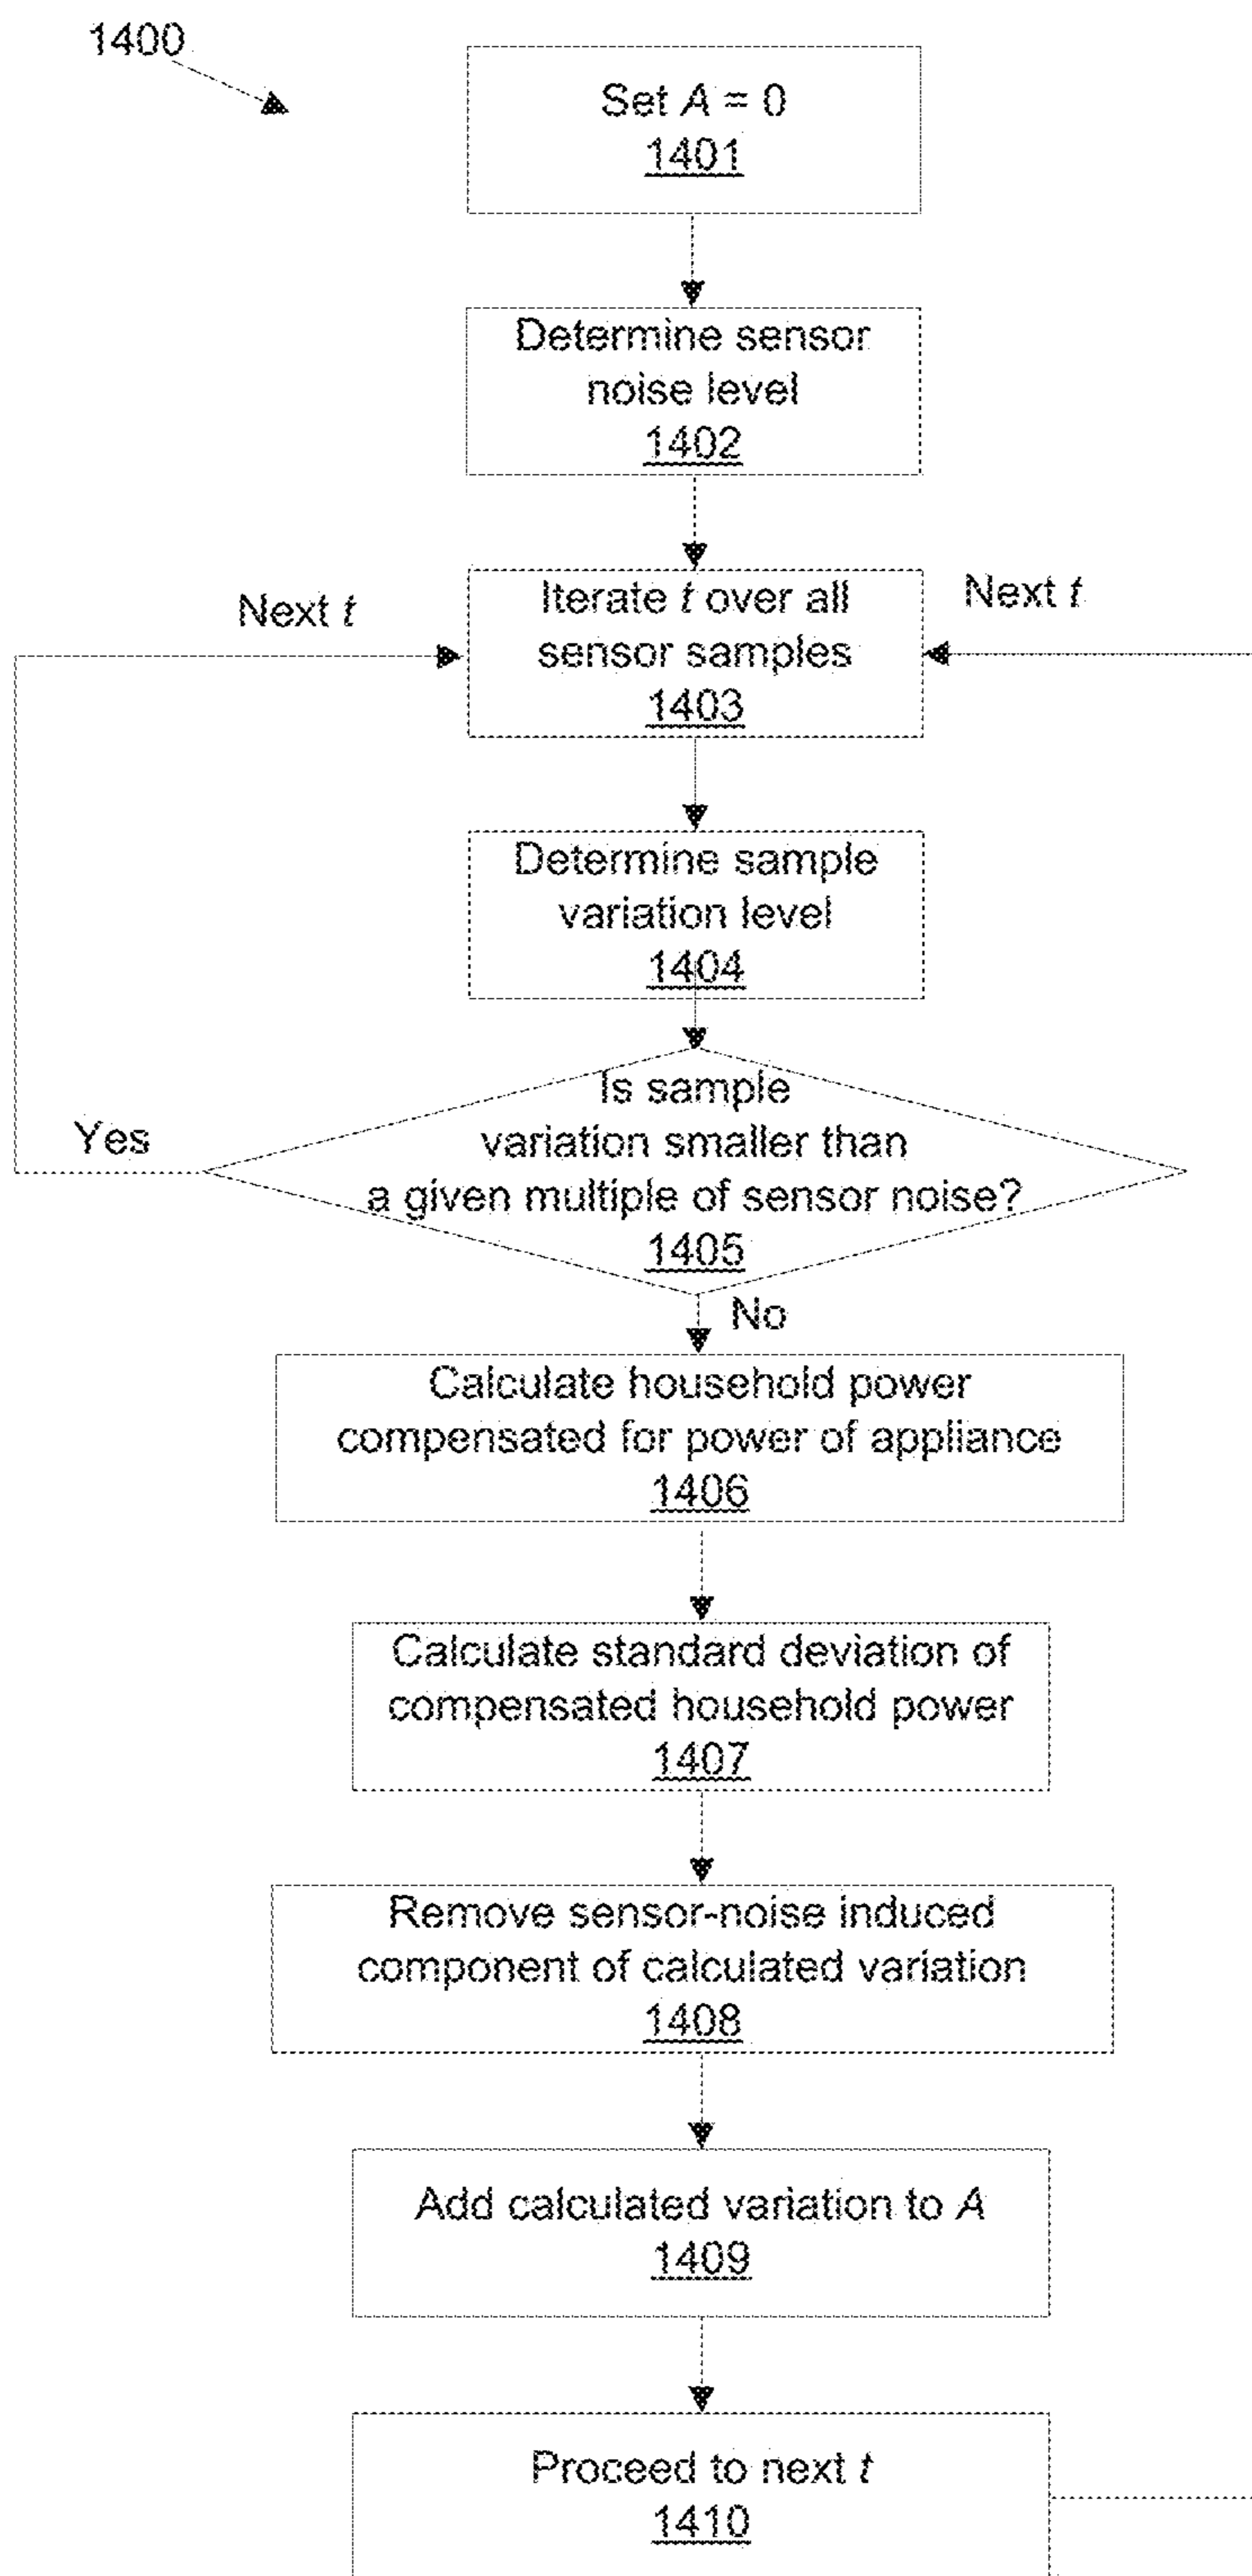 1400
Set A = 0
1401
Determine sensor
noise level
1402
Next t
Iterate t over all
sensor samples
1403
Next t
Determine sample
variation level
1404
Is sample
variation smaller than
a given multiple of sensor noise?
1405
Yes
No
Calculate household power
compensated for power of appliance
1406
Calculate standard deviation of
compensated household power
1407
Remove sensor-noise induced
component of calculated variation
1408
Add calculated variation to A
1409
Proceed to next t
1410